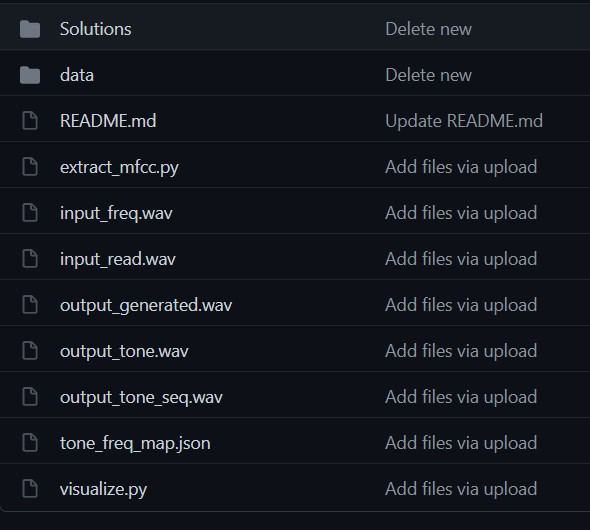 Solutions Delete new
data Delete new
README.md Update README.md
extract_mfcc.py Add files via upload
input_freq.wav Add files via upload
input_read.wav Add files via upload
output_generated.wav Add files via upload
output_tone.wav Add files via upload
output_tone_seq.wav Add files via upload
tone_freq_map.json Add files via upload
visualize.py Add files via upload